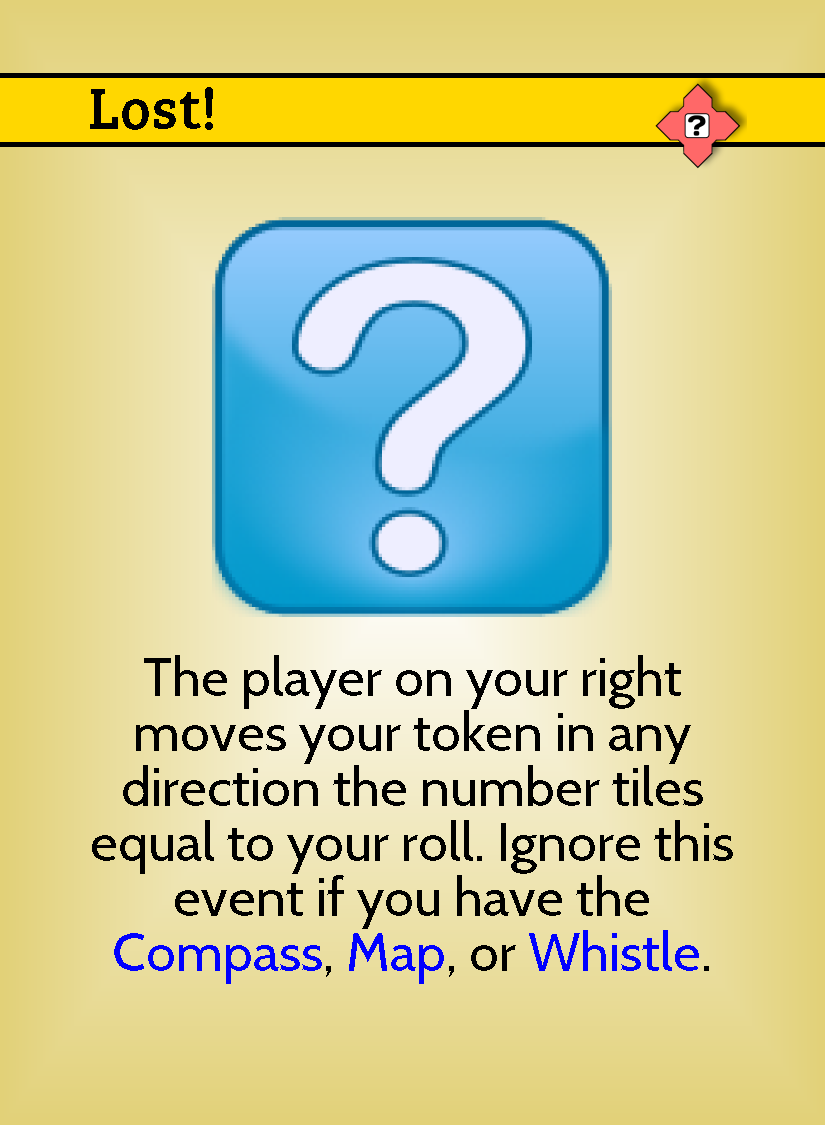 Lost!
?
?
The player on your right
moves your token in any
direction the number tiles
equal to your roll. Ignore this
event if you have the
Compass, Map, or Whistle.